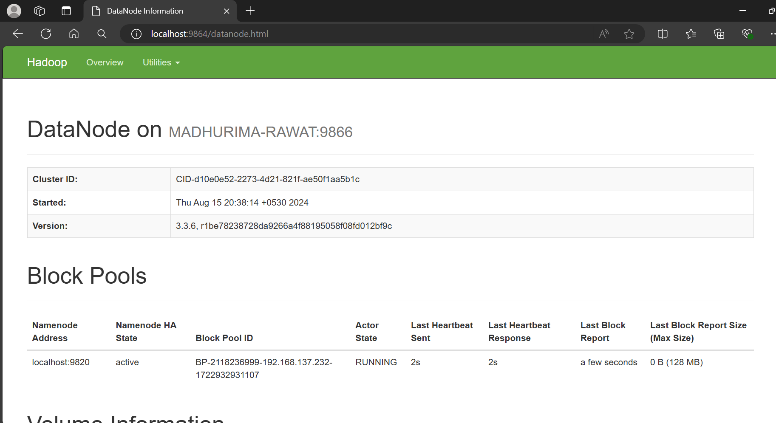 DataNode Information
localhost:9864/datanode.html
Hadoop Overview Utilities
DataNode on MADHURIMA-RAWAT:9866
Cluster ID: CID-d10e0e52-2273-4d21-821f-ae50f1aa5b1c
Started: Thu Aug 15 20:38:14 +0530 2024
Version: 3.3.6, r1be78238728da9266a4f88195058f08fd012bf9c
Block Pools
Namenode Address Namenode HA State Block Pool ID Actor State Last Heartbeat Sent Last Heartbeat Response Last Block Report Last Block Report Size (Max Size)
localhost:9820 active BP-2118236999-192.168.137.232-1722932931107 RUNNING 2s 2s a few seconds 0 B (128 MB)
Volume Information